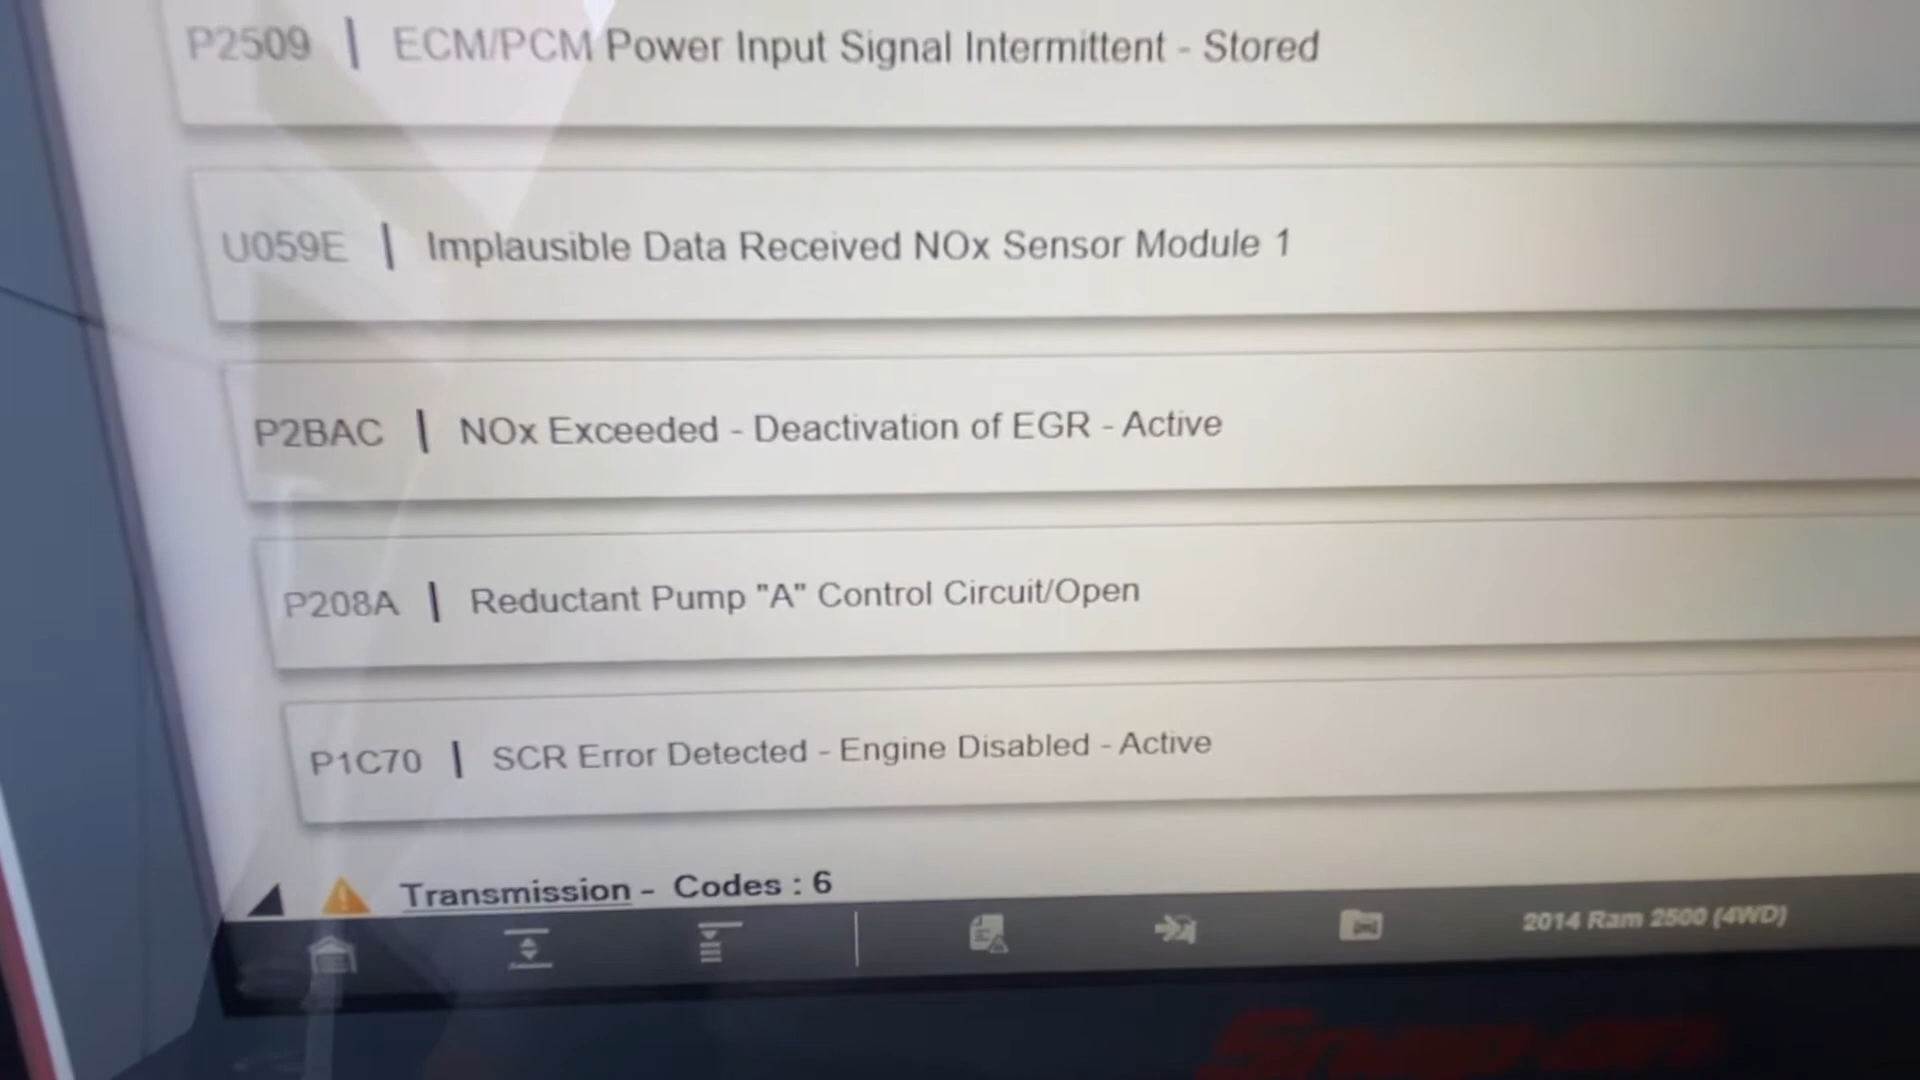 P2509 | ECM/PCM Power Input Signal Intermittent - Stored
U059E | Implausible Data Received NOx Sensor Module 1
P2BAC | NOx Exceeded - Deactivation of EGR - Active
P208A | Reductant Pump "A" Control Circuit/Open
P1C70 | SCR Error Detected - Engine Disabled - Active
Transmission - Codes : 6
2014 Ram 2500 (4WD)
Snap-on